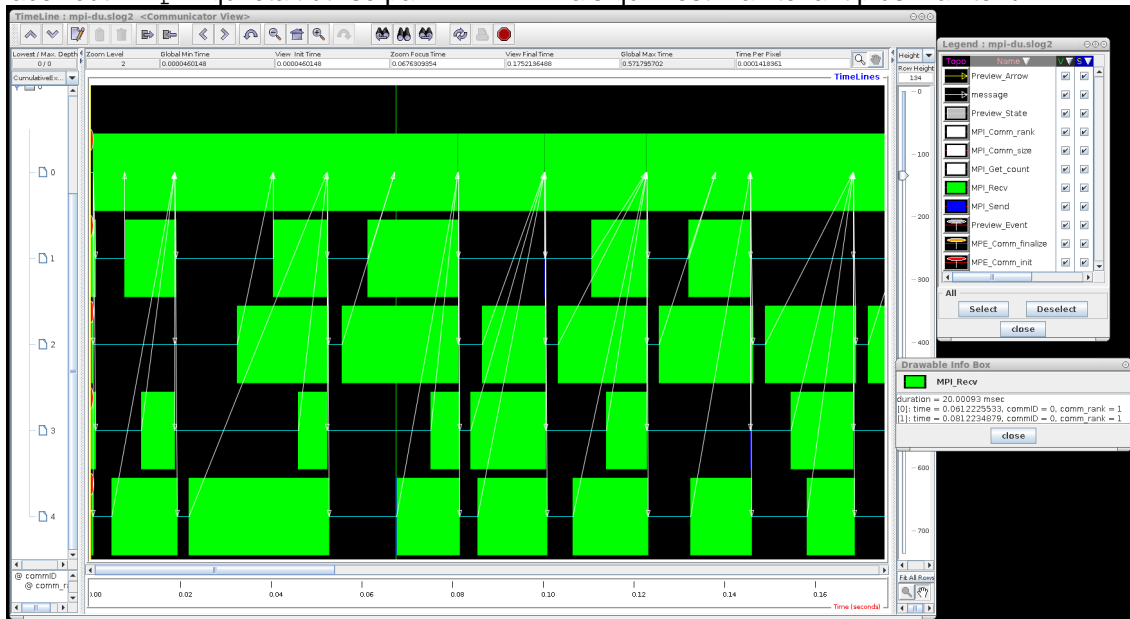 TimeLine : mpi-du.slog2 <Communicator View>
Lowest / Max. Depth
0 / 0
Zoom Level
2
Global Min Time
0.0000460148
View Init Time
0.0000460148
Zoom Focus Time
0.0676309354
View Final Time
0.1752136488
Global Max Time
0.571795702
Time Per Pixel
0.0001418361
CumulativeEx...
TimeLines
Height
Row Height
134
0
100
200
300
400
600
700
0
1
2
3
4
@ commID
0.00
0.02
0.04
0.06
0.08
0.10
0.12
0.14
0.16
Time (seconds)
Fit All Rows
Legend : mpi-du.slog2
Topo Name V S
Preview_Arrow
message
Preview_State
MPI_Comm_rank
MPI_Comm_size
MPI_Get_count
MPI_Recv
MPI_Send
Preview_Event
MPE_Comm_finalize
MPE_Comm_init
All
Select Deselect
close
Drawable Info Box
MPI_Recv
duration = 20.00093 msec
[0]: time = 0.0612225533, commID = 0, comm_rank = 1
[1]: time = 0.0812234879, commID = 0, comm_rank = 1
close